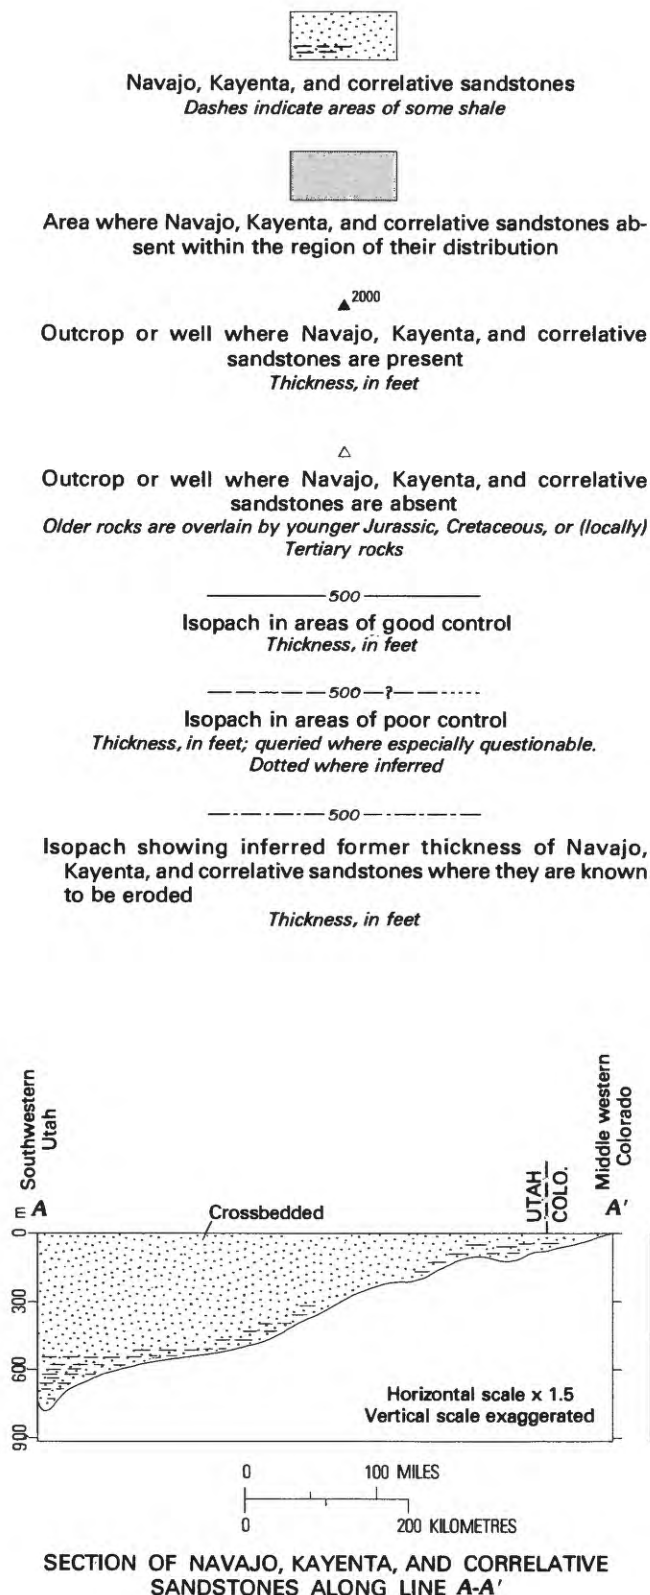 Navajo, Kayenta, and correlative sandstones
Dashes indicate areas of some shale
Area where Navajo, Kayenta, and correlative sandstones ab-
sent within the region of their distribution
2000
Outcrop or well where Navajo, Kayenta, and correlative
sandstones are present
Thickness, in feet
Outcrop or well where Navajo, Kayenta, and correlative
sandstones are absent
Older rocks are overlain by younger Jurassic, Cretaceous, or (locally)
Tertiary rocks
500
Isopach in areas of good control
Thickness, in feet
500 ?
Isopach in areas of poor control
Thickness, in feet; queried where especially questionable.
Dotted where inferred
500
Isopach showing inferred former thickness of Navajo,
Kayenta, and correlative sandstones where they are known
to be eroded
Thickness, in feet
Southwestern
Utah
Middle western
Colorado
UTAH
COLO.
m A
A'
Crossbedded
0
300
600
900
Horizontal scale x 1.5
Vertical scale exaggerated
0 100 MILES
0 200 KILOMETRES
SECTION OF NAVAJO, KAYENTA, AND CORRELATIVE
SANDSTONES ALONG LINE A-A'